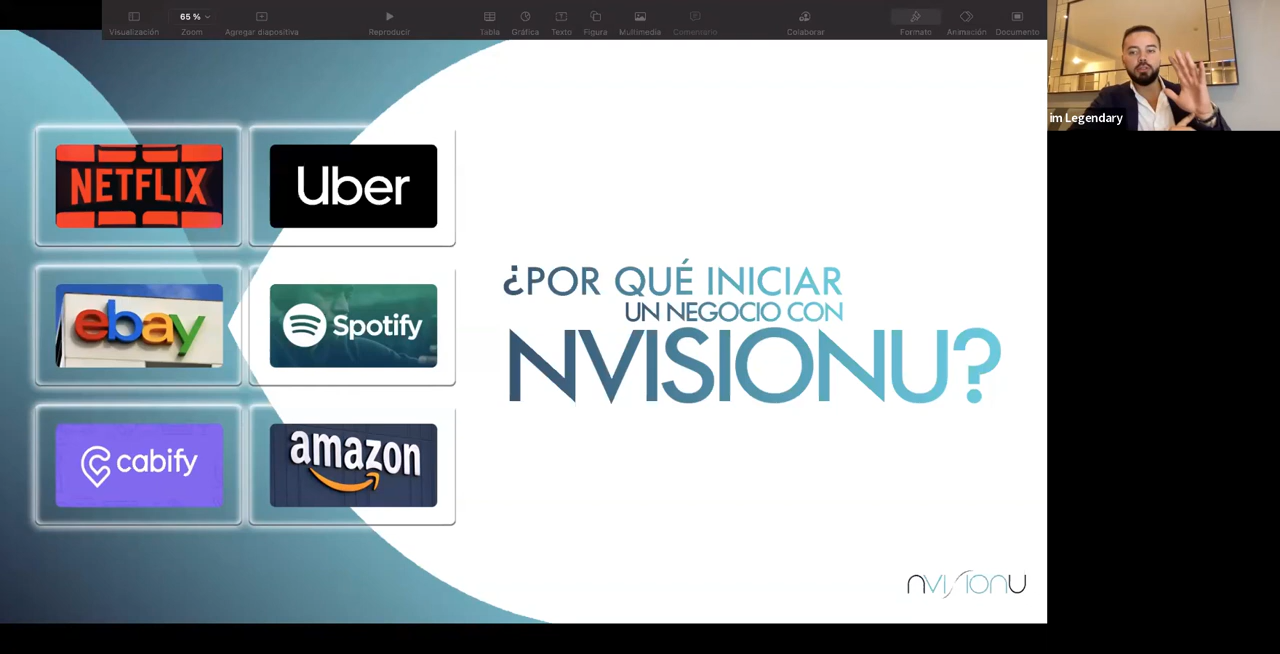 65 %
Visualización
Zoom
Agregar diapositiva
Reproducir
Tabla
Gráfica
Texto
Figura
Multimedia
Comentario
Colaborar
Formato
Animación
Documento
im Legendary
NETFLIX
Uber
ebay
Spotify
cabify
amazon
¿POR QUÉ INICIAR
UN NEGOCIO CON
NVISIONU?
nVISIOnU